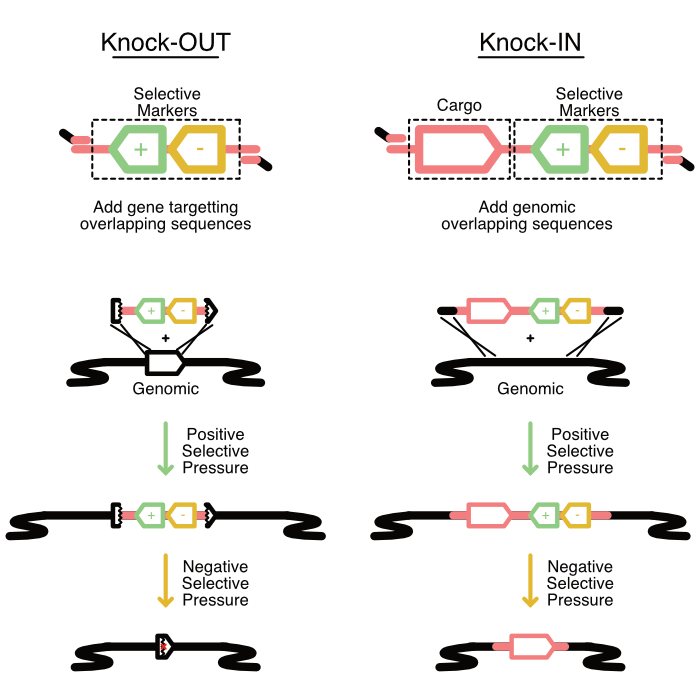 Knock-OUT
Selective
Markers
+
-
Add gene targetting
overlapping sequences
+
-
+
Genomic
Positive
Selective
Pressure
+
-
Negative
Selective
Pressure
Knock-IN
Cargo
Selective
Markers
+
-
Add genomic
overlapping sequences
+
-
+
Genomic
Positive
Selective
Pressure
+
-
Negative
Selective
Pressure